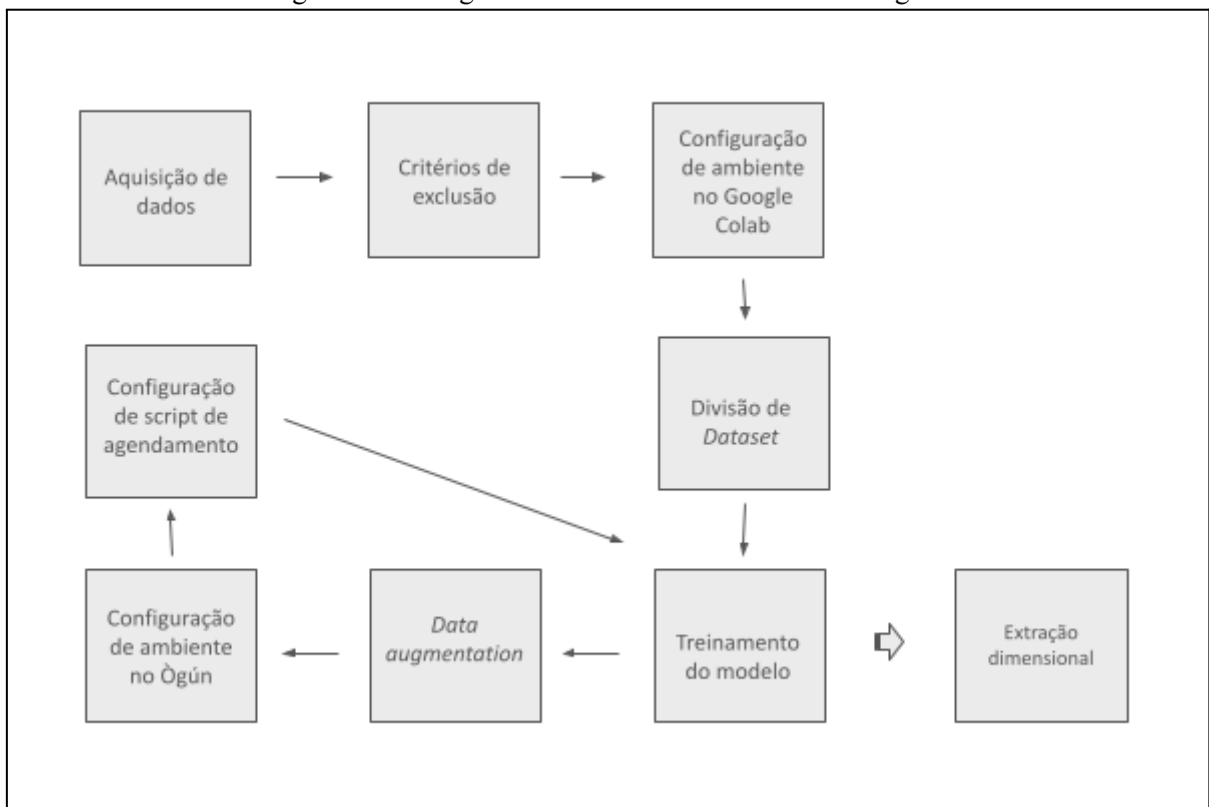 Aquisição de
dados
Critérios de
exclusão
Configuração
de ambiente
no Google
Colab
Configuração
de script de
agendamento
Divisão de
Dataset
Configuração
de ambiente
no Ògún
Data
augmentation
Treinamento
do modelo
Extração
dimensional